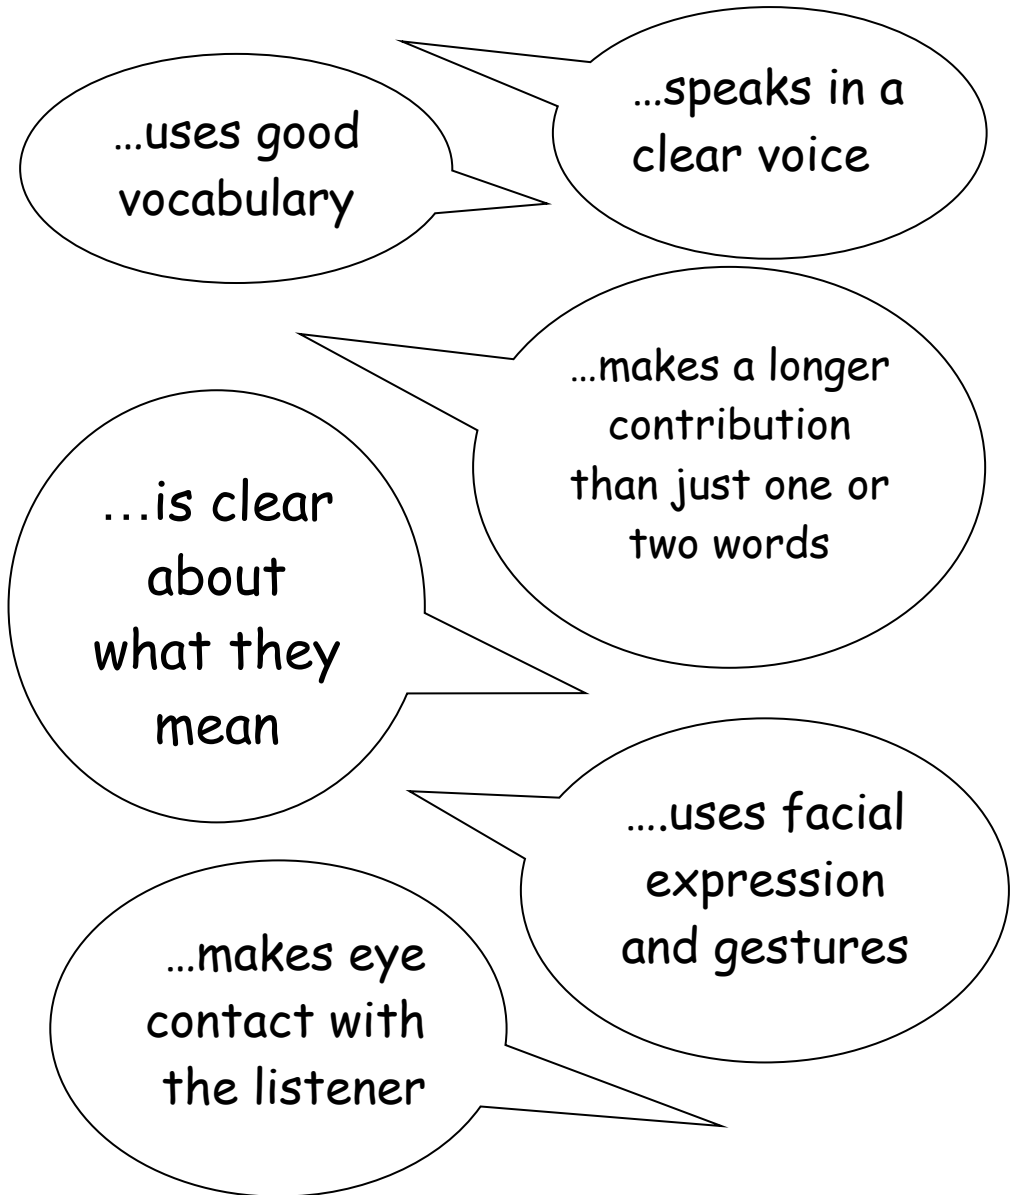 ...uses good
vocabulary
...speaks in a
clear voice
...makes a longer
contribution
than just one or
two words
...is clear
about
what they
mean
....uses facial
expression
and gestures
...makes eye
contact with
the listener